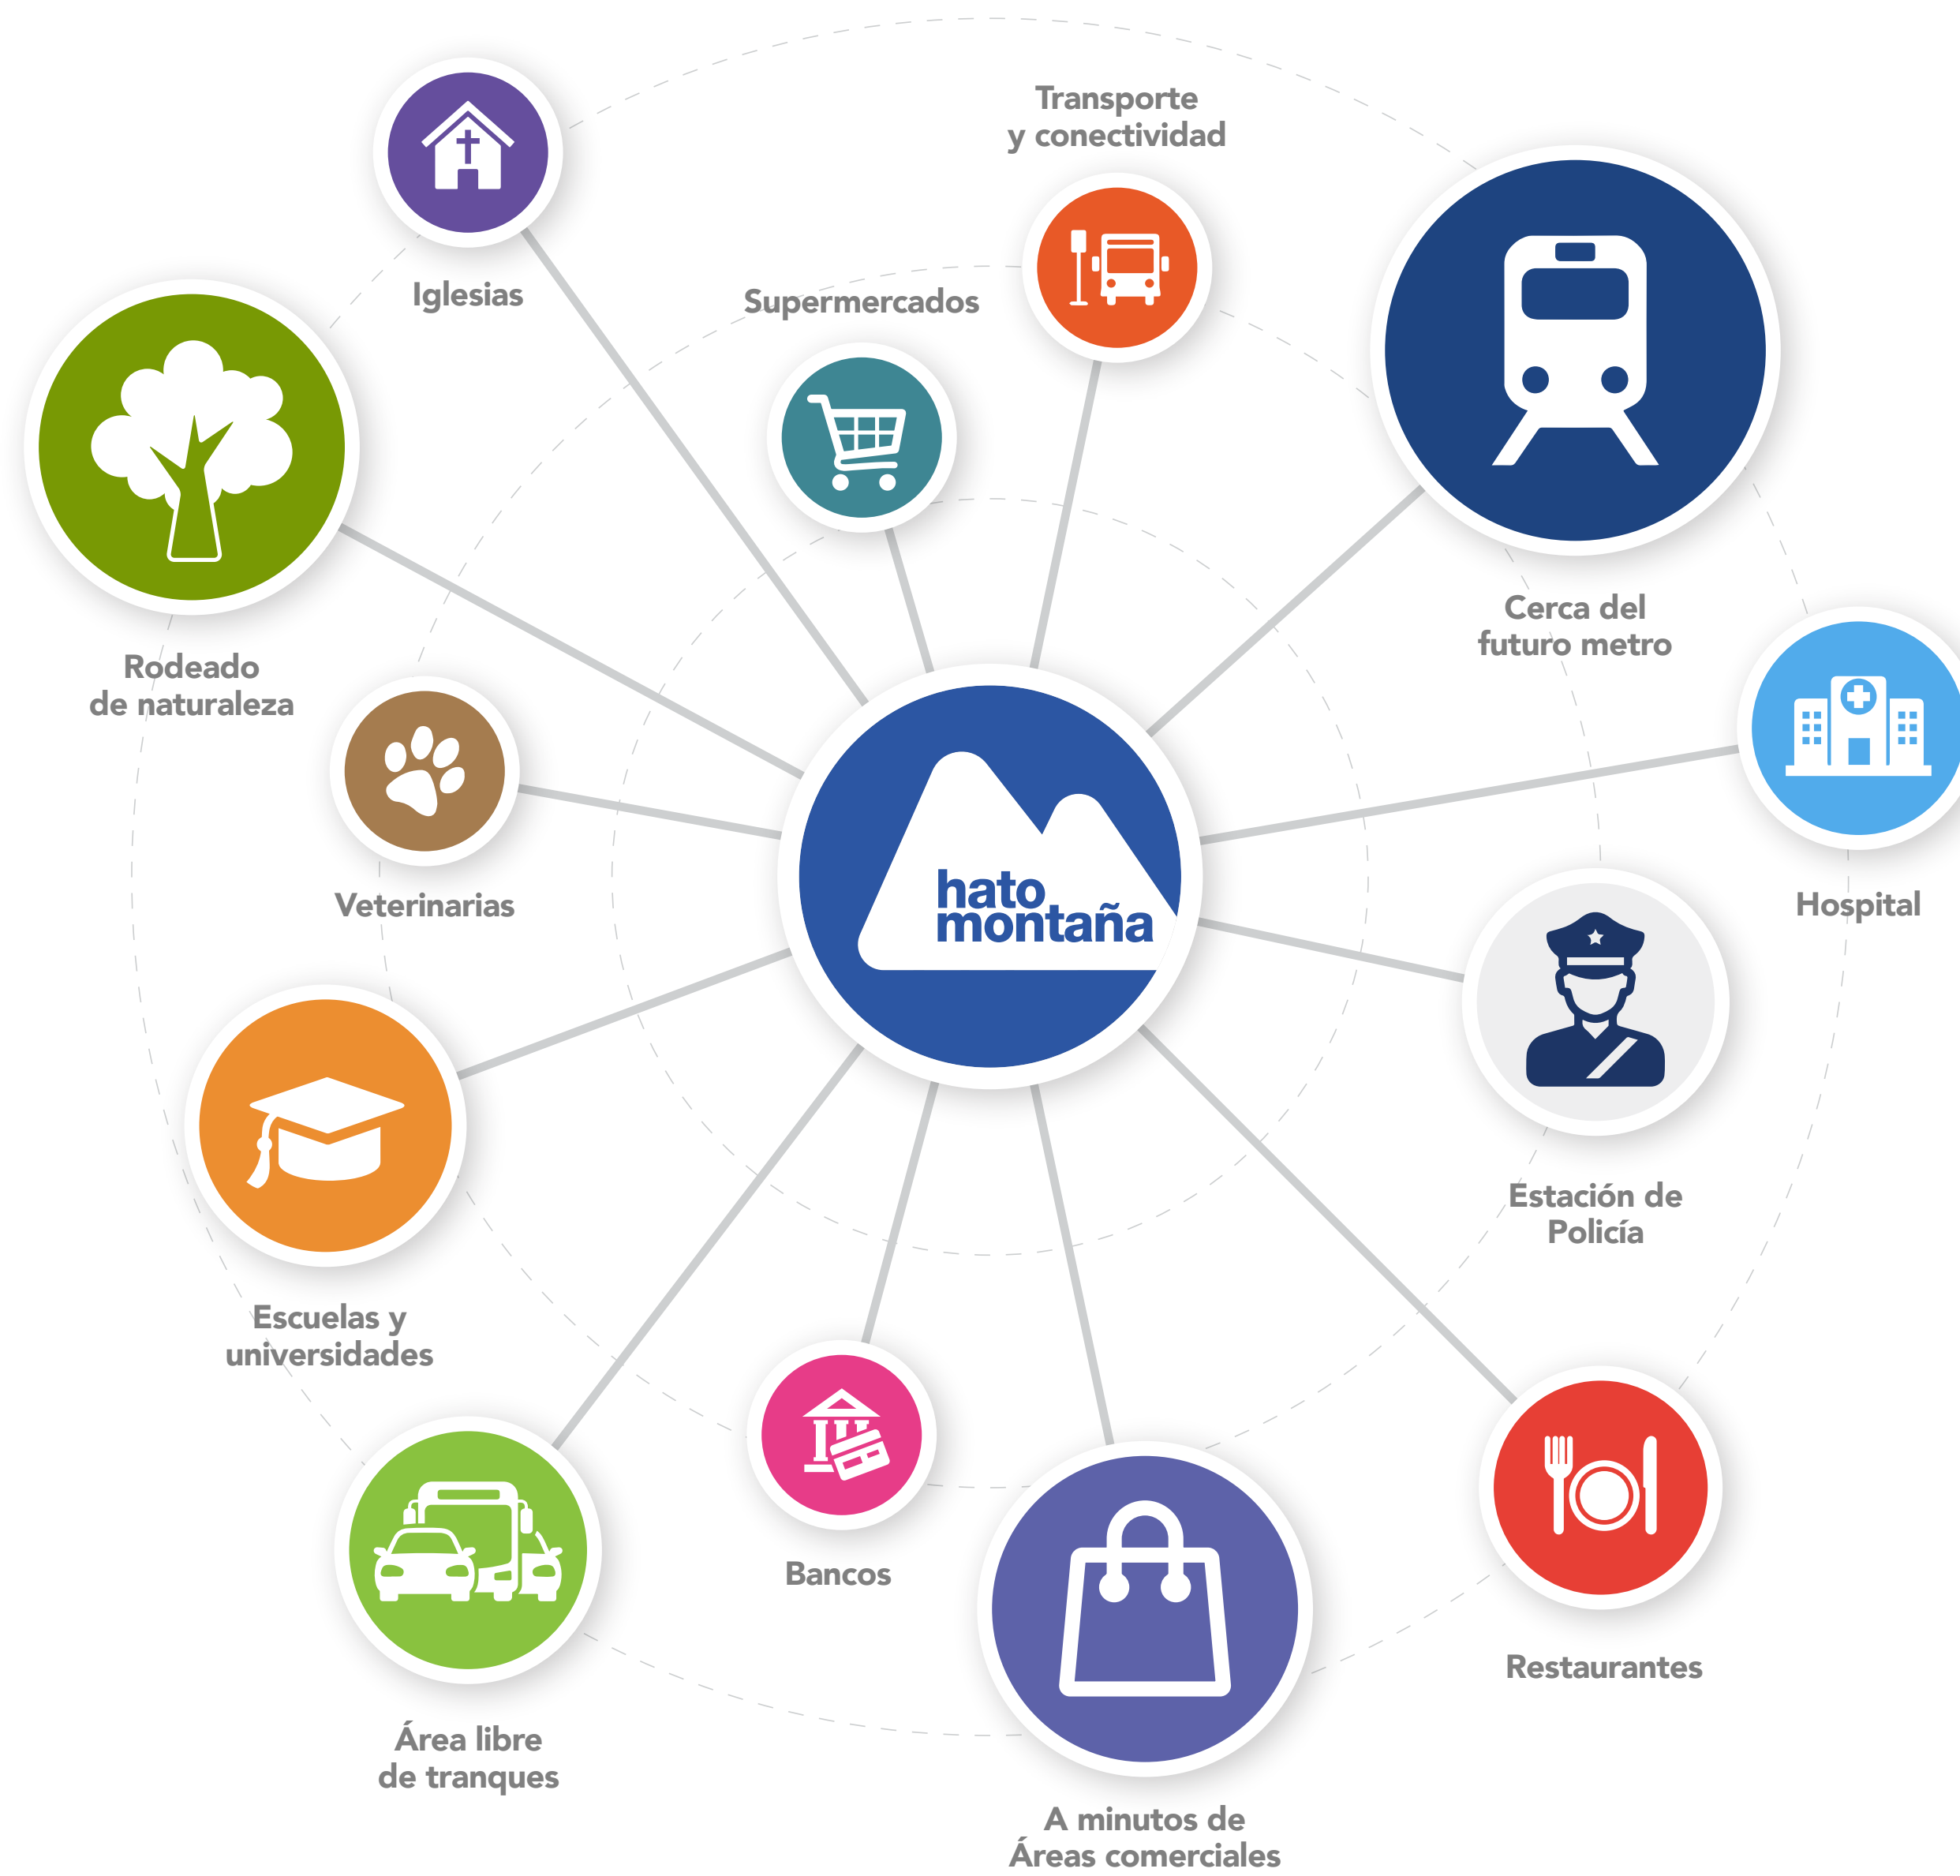 Transporte
y conectividad
Iglesias
Supermercados
Cerca del
futuro metro
Rodeado
de naturaleza
Veterinarias
hato
montaña
Hospital
Estación de
Policía
Escuelas y
universidades
Bancos
Restaurantes
Área libre
de tranques
A minutos de
Áreas comerciales